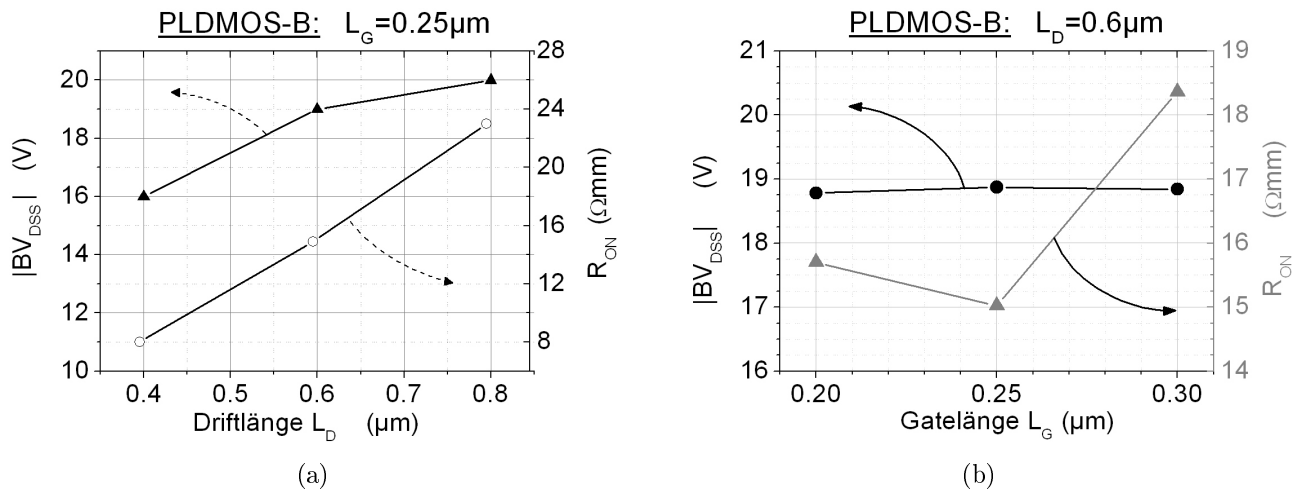 PLDMOS-B: L_G=0.25µm
|BV_DSS| (V)
20
18
16
14
12
10
28
24
20
16
12
8
R_ON (Ωmm)
0.4 0.5 0.6 0.7 0.8
Driftlänge L_D (µm)
(a)
PLDMOS-B: L_D=0.6µm
|BV_DSS| (V)
21
20
19
18
17
16
19
18
17
16
15
14
R_ON (Ωmm)
0.20 0.25 0.30
Gatelänge L_G (µm)
(b)